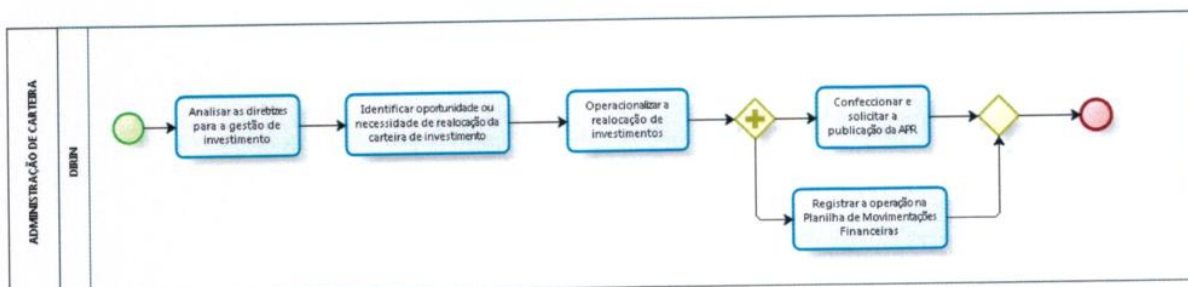 ADMINISTRAÇÃO DE CARTEIRA
DIRIN
Analisar as diretrizes
para a gestão de
investimento
Identificar oportunidade ou
necessidade de realocação da
carteira de investimento
Operacionalizar a
realocação de
investimentos
Confeccionar e
solicitar a
publicação da APR
Registrar a operação na
Planilha de Movimentações
Financeiras